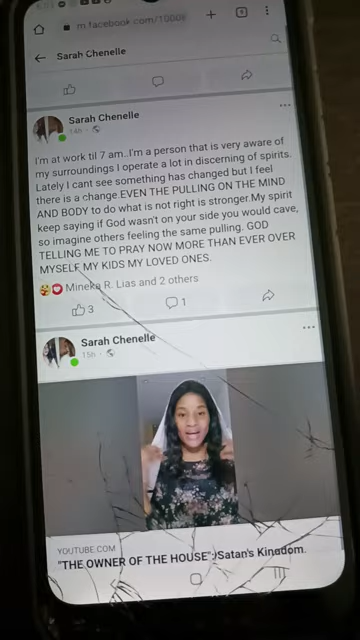 m.facebook.com/1000
Sarah Chenelle
Sarah Chenelle
14h
I'm at work til 7 am..I'm a person that is very aware of
my surroundings I operate a lot in discerning of spirits.
Lately I cant see something has changed but I feel
there is a change.EVEN THE PULLING ON THE MIND
AND BODY to do what is not right is stronger.My spirit
keep saying if God wasn't on your side you would cave,
so imagine others feeling the same pulling. GOD
TELLING ME TO PRAY NOW MORE THAN EVER OVER
MYSELF MY KIDS MY LOVED ONES.
Mineka R. Lias and 2 others
3
1
Sarah Chenelle
15h
YOUTUBE.COM
"THE OWNER OF THE HOUSE" Satan's Kingdom.